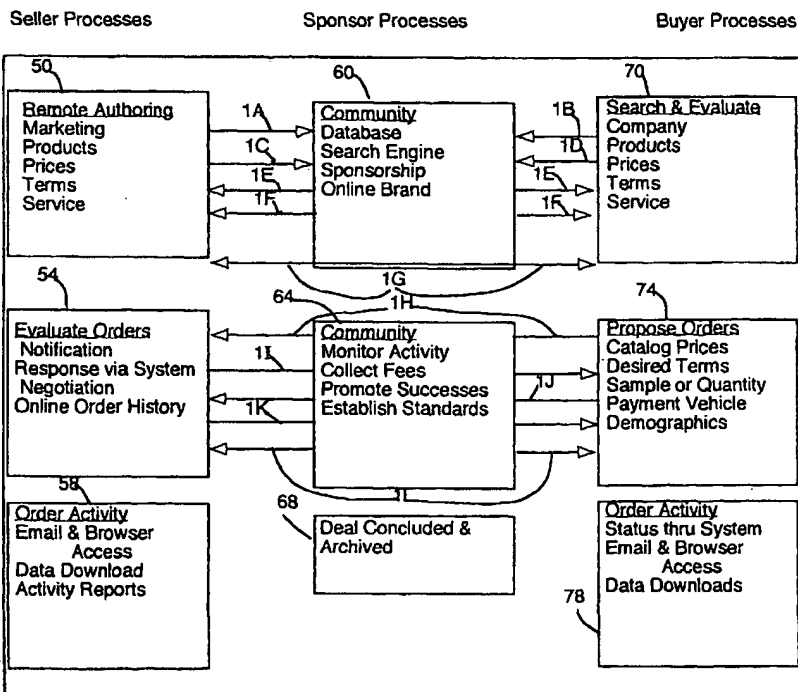 Seller Processes
Sponsor Processes
Buyer Processes
50
Remote Authoring
Marketing
Products
Prices
Terms
Service
1A
1C
1E
1F
60
Community
Database
Search Engine
Sponsorship
Online Brand
1B
1D
1E
1F
70
Search & Evaluate
Company
Products
Prices
Terms
Service
1G
1H
54
Evaluate Orders
Notification
Response via System
Negotiation
Online Order History
1I
1K
64
Community
Monitor Activity
Collect Fees
Promote Successes
Establish Standards
1J
74
Propose Orders
Catalog Prices
Desired Terms
Sample or Quantity
Payment Vehicle
Demographics
1L
58
Order Activity
Email & Browser
Access
Data Download
Activity Reports
68
Deal Concluded &
Archived
78
Order Activity
Status thru System
Email & Browser
Access
Data Downloads